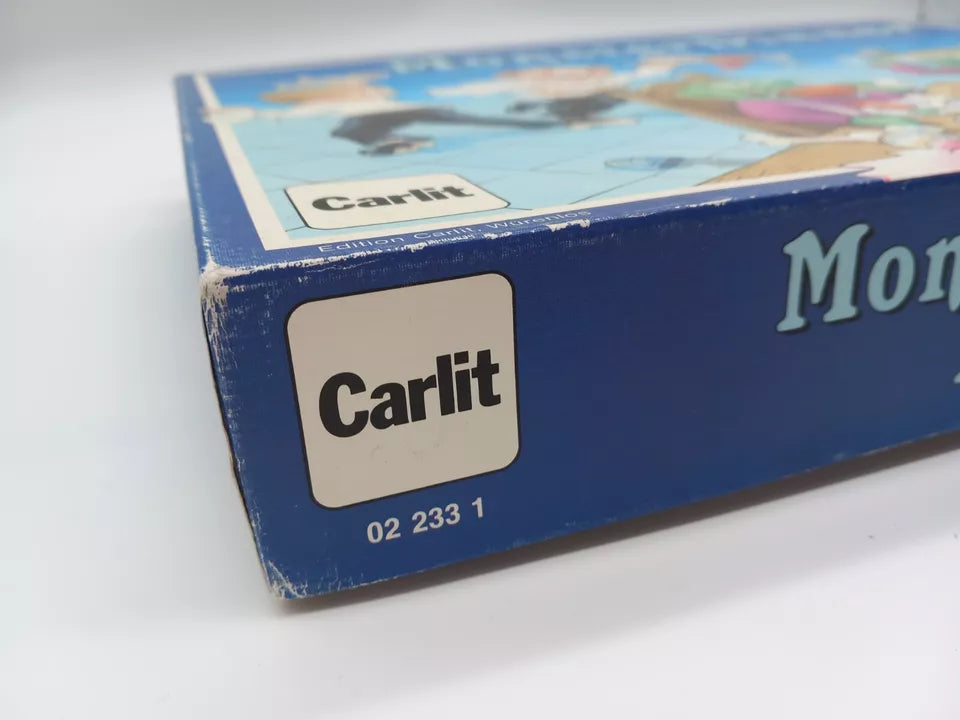 Carlit
Edition Carlit, Würenlos
Carlit
02 233 1
Mon